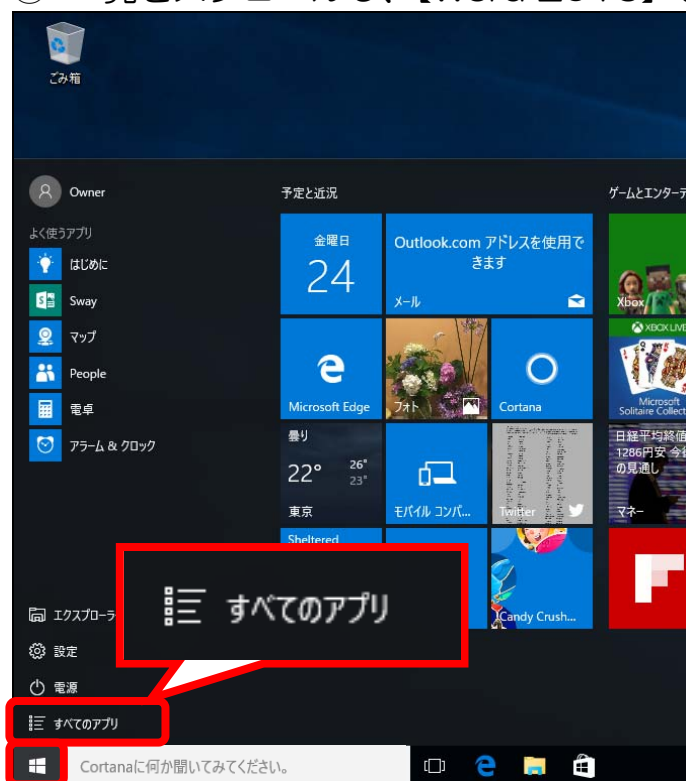 ごみ箱
Owner
よく使うアプリ
はじめに
Sway
マップ
People
電卓
アラーム & クロック
エクスプローラ
設定
電源
すべてのアプリ
Cortanaに何か聞いてみてください。
予定と近況
金曜日
24
Outlook.com アドレスを使用で
きます
メール
Microsoft Edge
フォト
Cortana
曇り
22°
26°
23°
東京
モバイル コンパ...
Twitter
Sheltered
Candy Crush...
ゲームとエンターテ
Xbox
XBOX LIVE
Microsoft
Solitaire Collect
日経平均終値
1286円安 今後
の見通し
マネー
すべてのアプリ